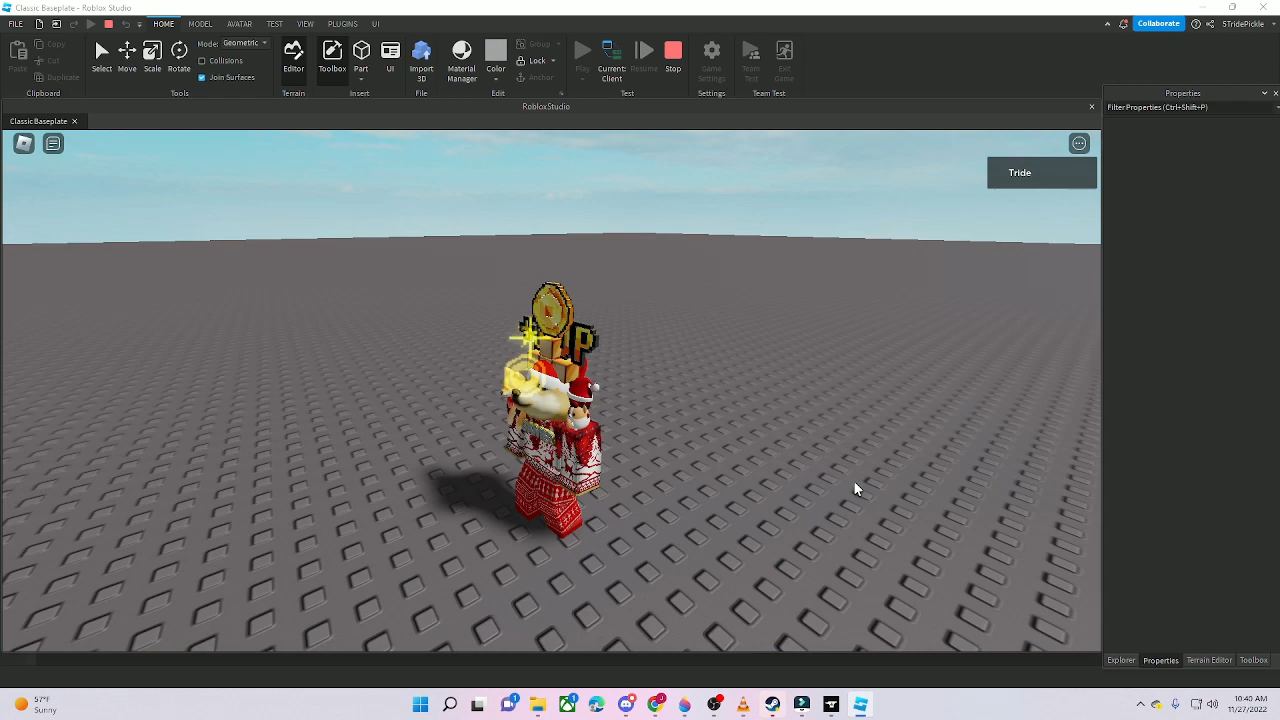 Classic Baseplate - Roblox Studio
FILE HOME MODEL AVATAR TEST VIEW PLUGINS UI Collaborate STridePickle
Paste Copy Cut Duplicate
Select Move Scale Rotate
Mode: Geometric
Collisions
Join Surfaces
Editor Toolbox Part UI Import 3D Material Manager Color
Group
Lock
Anchor
Play Current: Client Resume Stop Game Settings Team Test Exit Game
Clipboard Tools Terrain Insert File Edit Test Settings Team Test
RobloxStudio
Properties
Filter Properties (Ctrl+Shift+P)
ClassicBaseplate
Tride
P
Explorer Properties Terrain Editor Toolbox
57°F
Sunny
10:40 AM
11/27/2022